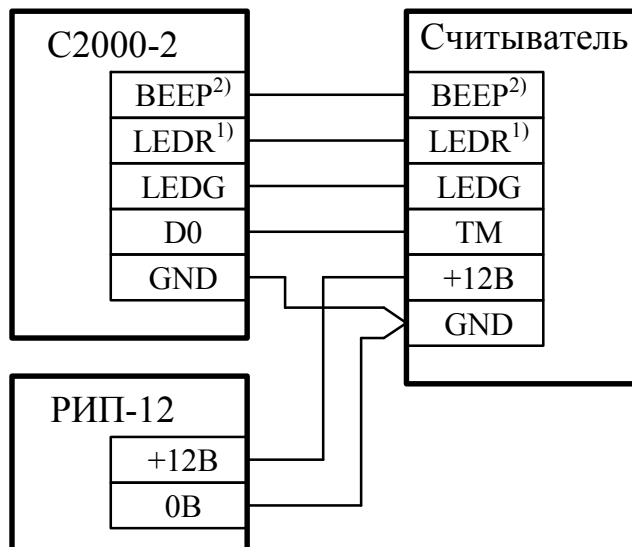 С2000-2
BEEP2)
LEDR1)
LEDG
D0
GND
Считыватель
BEEP2)
LEDR1)
LEDG
TM
+12В
GND
РИП-12
+12В
0В